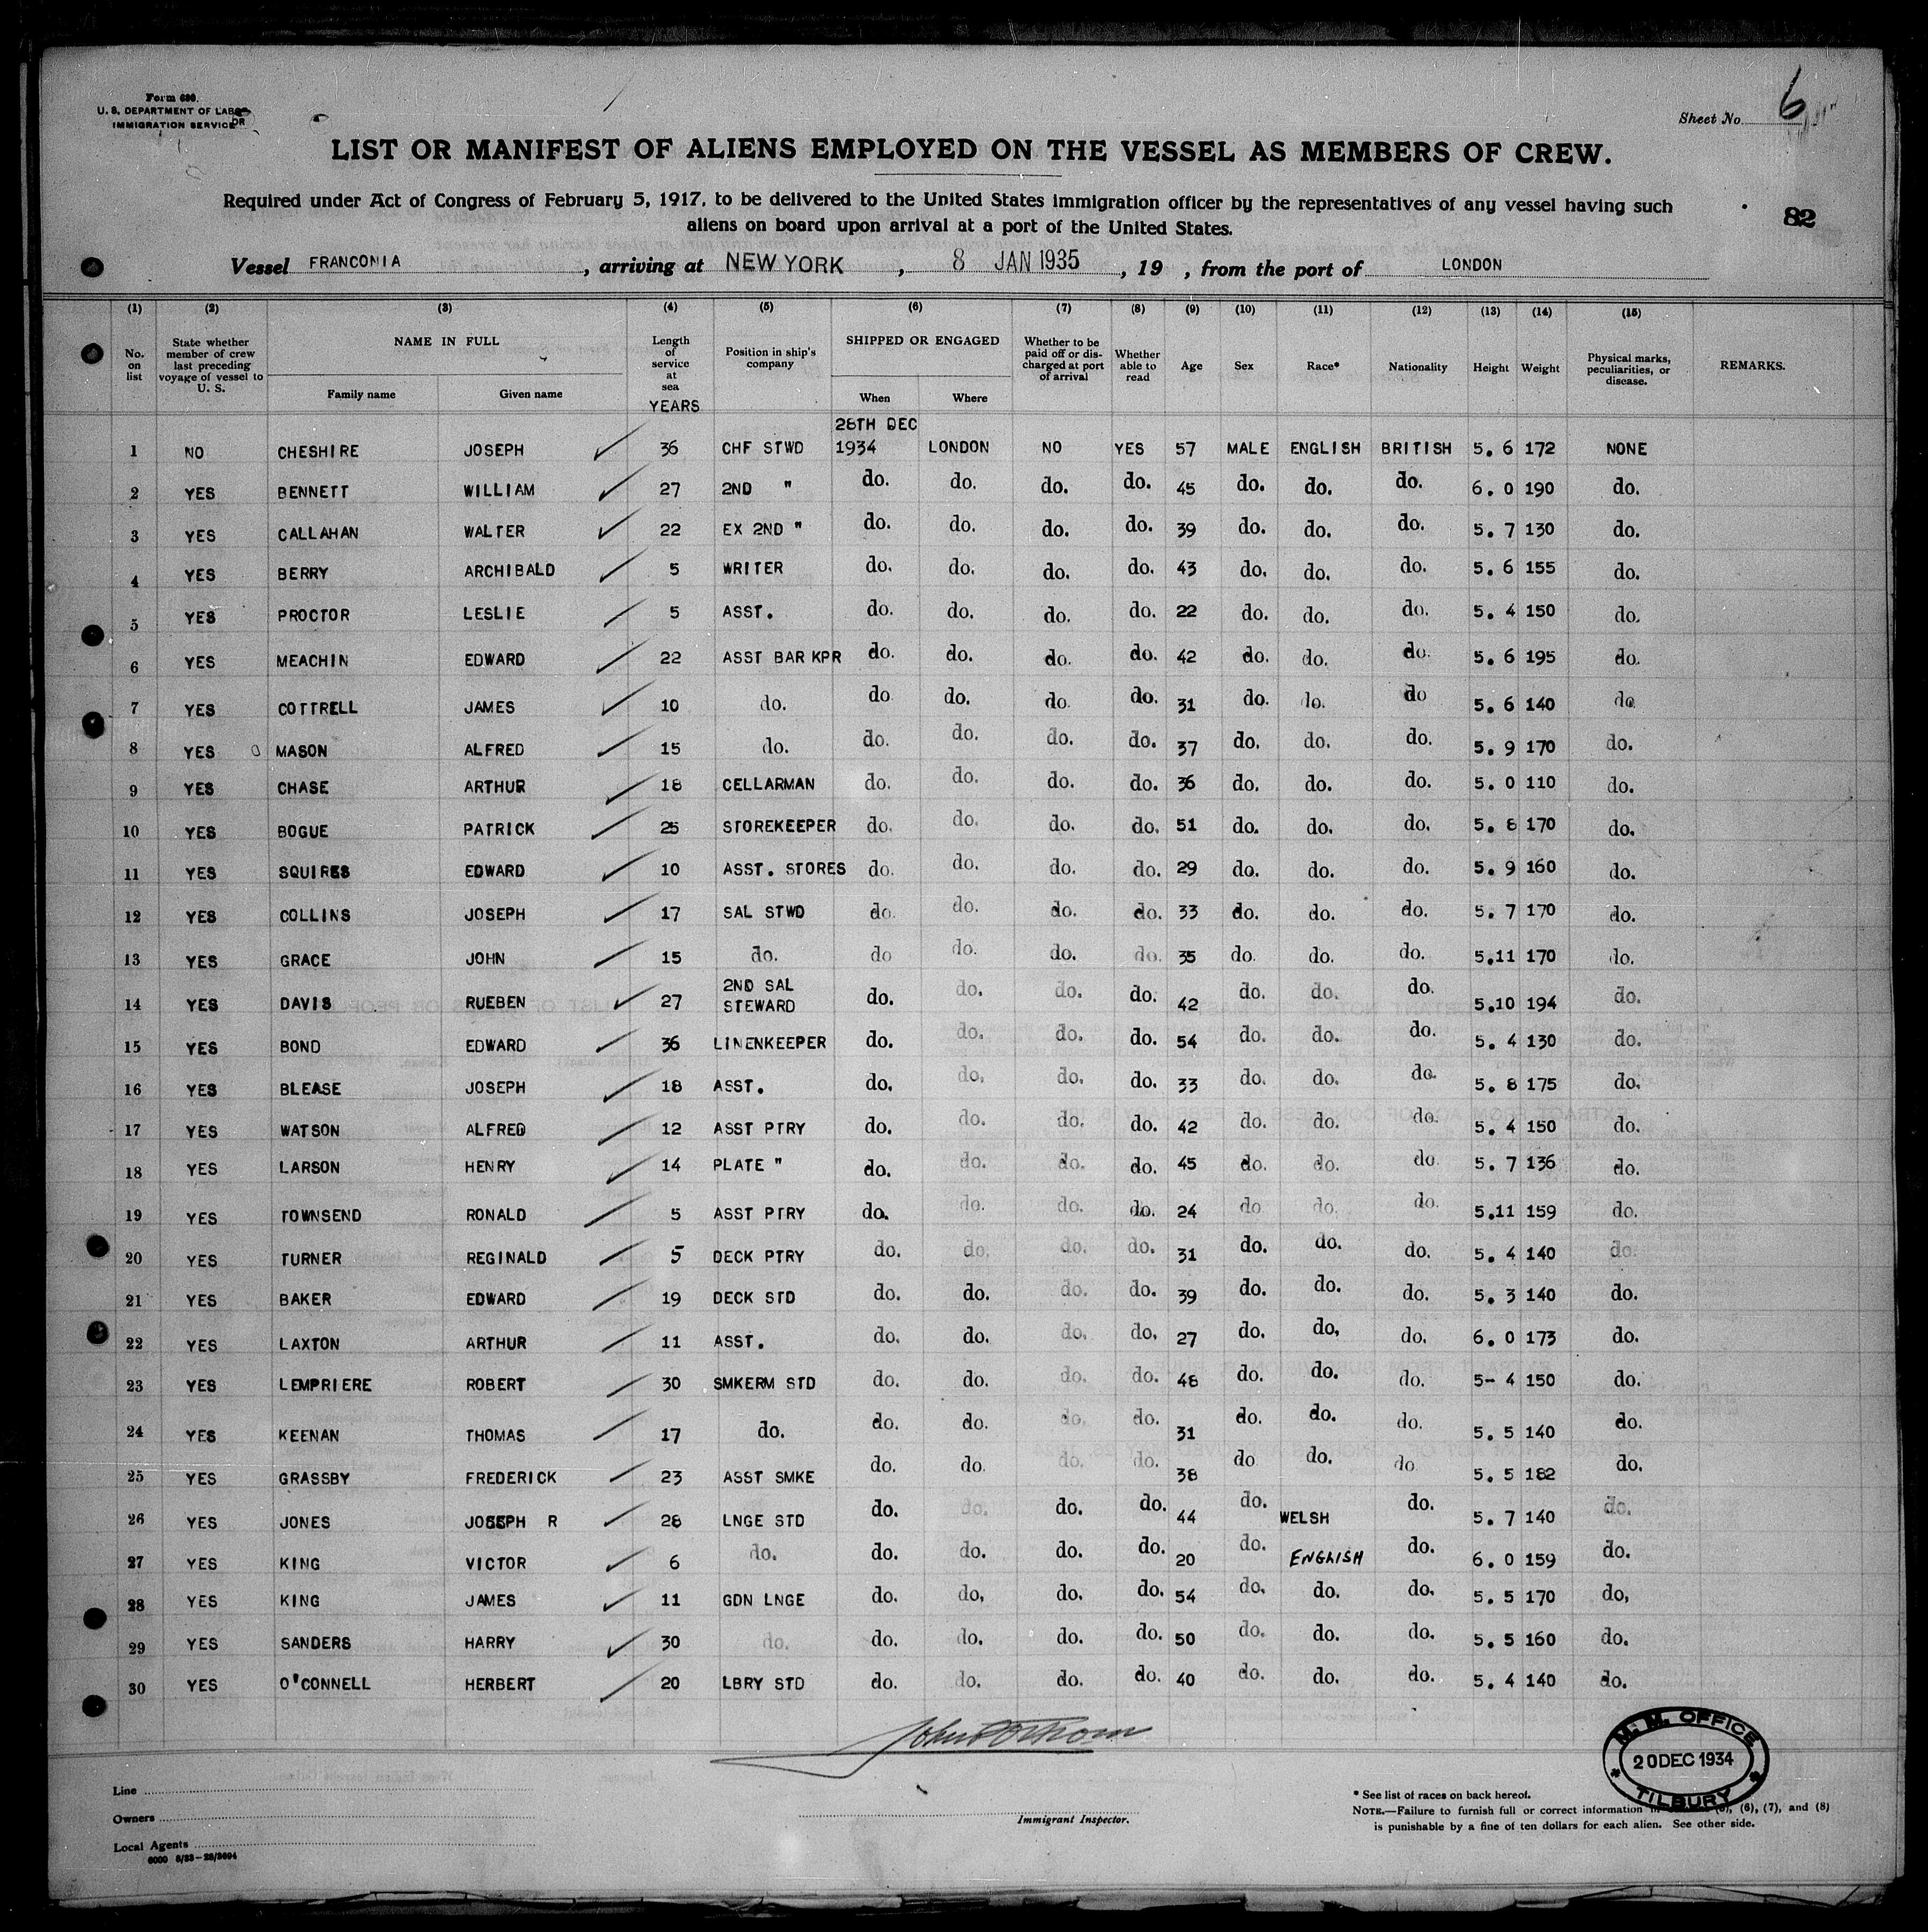 Form 680.
U. S. DEPARTMENT OF LABOR
IMMIGRATION SERVICE
Sheet No. 6
LIST OR MANIFEST OF ALIENS EMPLOYED ON THE VESSEL AS MEMBERS OF CREW.
Required under Act of Congress of February 5, 1917, to be delivered to the United States immigration officer by the representatives of any vessel having such
aliens on board upon arrival at a port of the United States.
82
Vessel FRANCONIA, arriving at NEW YORK, 8 JAN 1935, 19 , from the port of LONDON
(1) (2) (3) (4) (5) (6) (7) (8) (9) (10) (11) (12) (13) (14) (15)
No. on list State whether member of crew last preceding voyage of vessel to U. S. NAME IN FULL Family name Given name Length of service at sea YEARS Position in ship's company SHIPPED OR ENGAGED When Where Whether to be paid off or discharged at port of arrival Whether able to read Age Sex Race* Nationality Height Weight Physical marks, peculiarities, or disease. REMARKS.
1 NO CHESHIRE JOSEPH 36 CHF STWD 28TH DEC 1934 LONDON NO YES 57 MALE ENGLISH BRITISH 5. 6 172 NONE
2 YES BENNETT WILLIAM 27 2ND " do. do. do. do. 45 do. do. do. 6. 0 190 do.
3 YES CALLAHAN WALTER 22 EX 2ND " do. do. do. do. 39 do. do. do. 5. 7 130 do.
4 YES BERRY ARCHIBALD 5 WRITER do. do. do. do. 43 do. do. do. 5. 6 155 do.
5 YES PROCTOR LESLIE 5 ASST. do. do. do. do. 22 do. do. do. 5. 4 150 do.
6 YES MEACHIN EDWARD 22 ASST BAR KPR do. do. do. do. 42 do. do. do. 5. 6 195 do.
7 YES COTTRELL JAMES 10 do. do do. do. do. 31 do. do. do 5. 6 140 do
8 YES MASON ALFRED 15 do. do. do. do. do. 37 do. do. do. 5. 9 170 do.
9 YES CHASE ARTHUR 18 CELLARMAN do. do. do. do. 36 do. do. do. 5. 0 110 do.
10 YES BOGUE PATRICK 25 STOREKEEPER do. do. do. do. 51 do. do. do. 5. 8 170 do.
11 YES SQUIRES EDWARD 10 ASST. STORES do. do. do. do. 29 do. do. do. 5. 9 160 do.
12 YES COLLINS JOSEPH 17 SAL STWD do. do. do. do. 33 do. do. do. 5. 7 170 do.
13 YES GRACE JOHN 15 do. do do. do. do. 35 do. do. do. 5.11 170 do.
14 YES DAVIS RUEBEN 27 2ND SAL STEWARD do. do. do. do. 42 do. do. do. 5.10 194 do.
15 YES BOND EDWARD 36 LINENKEEPER do. do. do. do. 54 do. do. do. 5. 4 130 do.
16 YES BLEASE JOSEPH 18 ASST. do. do. do. do. 33 do. do. do. 5. 8 175 do.
17 YES WATSON ALFRED 12 ASST PTRY do. do. do. do. 42 do. do. do. 5. 4 150 do.
18 YES LARSON HENRY 14 PLATE " do. do. do. do. 45 do. do. do. 5. 7 136 do.
19 YES TOWNSEND RONALD 5 ASST PTRY do. do. do. do. 24 do do. do. 5.11 159 do.
20 YES TURNER REGINALD 5 DECK PTRY do. do. do. do. 31 do. do. do. 5. 4 140 do.
21 YES BAKER EDWARD 19 DECK STD do. do. do. do. 39 do. do. do. 5. 3 140 do.
22 YES LAXTON ARTHUR 11 ASST. do. do. do. do. 27 do. do. do. 6. 0 173 do.
23 YES LEMPRIERE ROBERT 30 SMKERM STD do. do. do. do. 48 do. do. do. 5- 4 150 do.
24 YES KEENAN THOMAS 17 do. do. do. do. do. 31 do. do. do. 5. 5 140 do.
25 YES GRASSBY FREDERICK 23 ASST SMKE do. do. do. do. 38 do do. do. 5. 5 182 do.
26 YES JONES JOSEPH R 28 LNGE STD do. do. do. do. 44 do. WELSH do. 5. 7 140 do.
27 YES KING VICTOR 6 do. do. do. do. do. 20 do. ENGLISH do. 6. 0 159 do.
28 YES KING JAMES 11 GDN LNGE do. do. do. do. 54 do. do. do. 5. 5 170 do.
29 YES SANDERS HARRY 30 do. do. do. do. do. 50 do. do. do. 5. 5 160 do.
30 YES O'CONNELL HERBERT 20 LBRY STD do. do. do. do. 40 do. do. do. 5. 4 140 do.
M. M. OFFICE
20 DEC 1934
TILBURY
Line
Owners
Local Agents
Immigrant Inspector.
* See list of races on back hereof.
NOTE.—Failure to furnish full or correct information (6), (7), and (8)
is punishable by a fine of ten dollars for each alien. See other side.